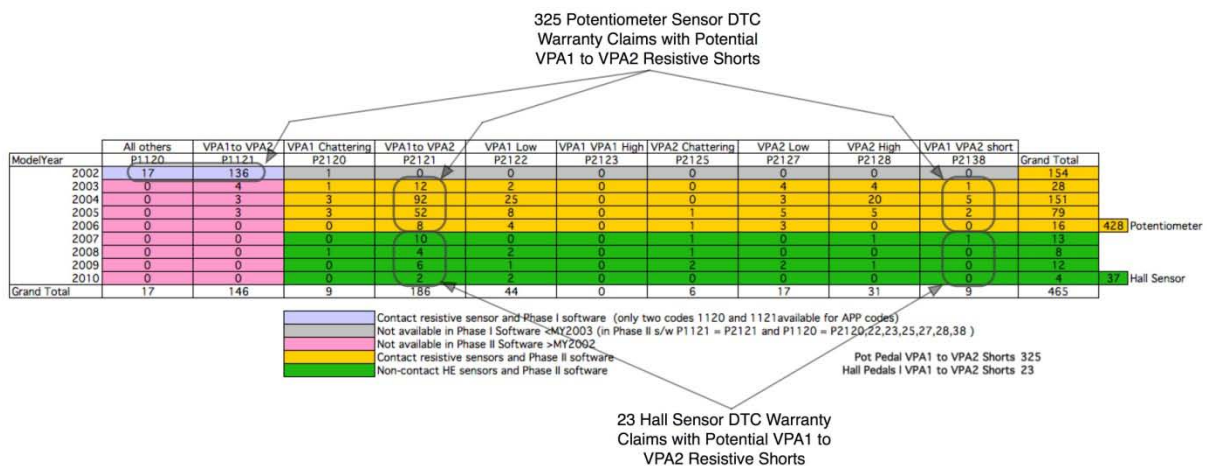 325 Potentiometer Sensor DTC
Warranty Claims with Potential
VPA1 to VPA2 Resistive Shorts
All others VPA1to VPA2 VPA1 Chattering VPA1to VPA2 VPA1 Low VPA1 VPA1 High VPA2 Chattering VPA2 Low VPA2 High VPA1 VPA2 short
ModelYear P1120 P1121 P2120 P2121 P2122 P2123 P2125 P2127 P2128 P2138 Grand Total
2002 17 136 1 0 0 0 0 0 0 0 154
2003 0 4 1 12 2 0 0 4 4 1 28
2004 0 3 3 92 25 0 0 3 20 5 151
2005 0 3 3 52 8 0 1 5 5 2 79
2006 0 0 0 8 4 0 1 3 0 0 16 428 Potentiometer
2007 0 0 0 10 0 0 1 0 1 1 13
2008 0 0 1 4 2 0 1 0 0 0 8
2009 0 0 0 6 1 0 2 2 1 0 12
2010 0 0 0 2 2 0 0 0 0 0 4 37 Hall Sensor
Grand Total 17 146 9 186 44 0 6 17 31 9 465
Contact resistive sensor and Phase I software (only two codes 1120 and 1121available for APP codes)
Not available in Phase I Software <MY2003 (in Phase II s/w P1121 = P2121 and P1120 = P2120,22,23,25,27,28,38 )
Not available in Phase II Software >MY2002
Contact resistive sensors and Phase II software
Non-contact HE sensors and Phase II software
Pot Pedal VPA1 to VPA2 Shorts 325
Hall Pedals I VPA1 to VPA2 Shorts 23
23 Hall Sensor DTC Warranty
Claims with Potential VPA1 to
VPA2 Resistive Shorts